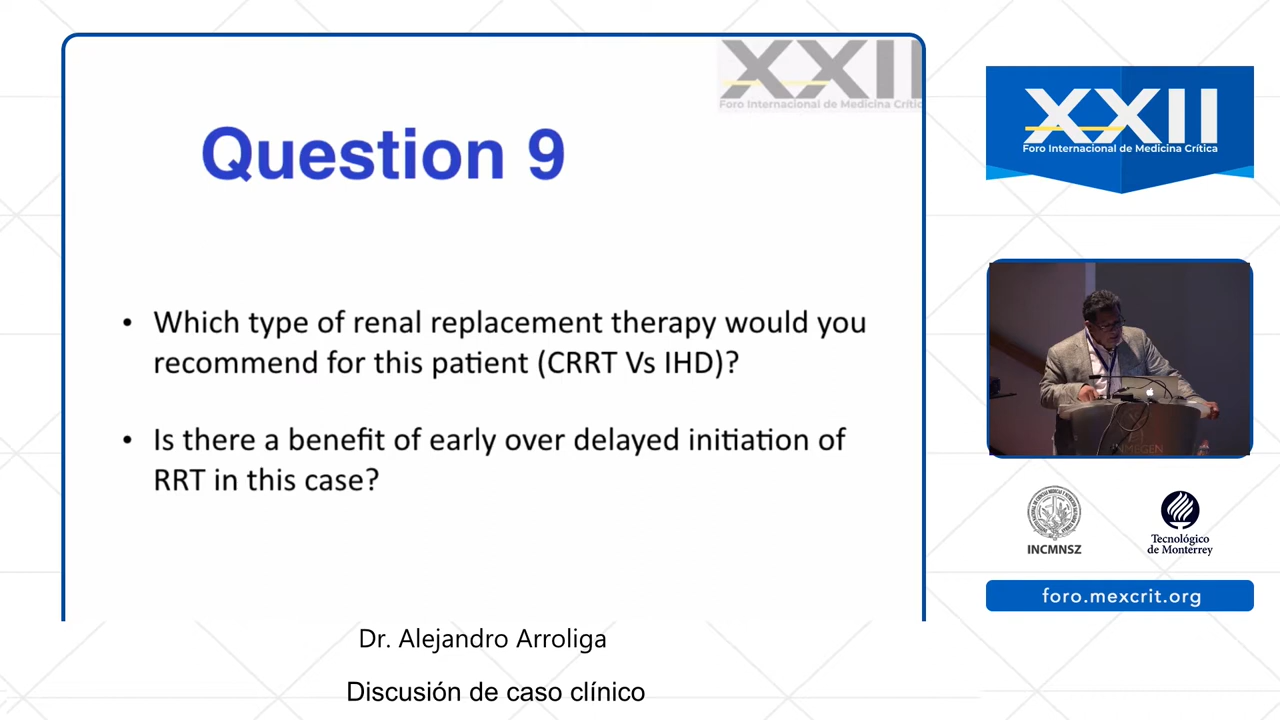 XXII
Foro Internacional de Medicina Crític
Question 9
• Which type of renal replacement therapy would you
recommend for this patient (CRRT Vs IHD)?
• Is there a benefit of early over delayed initiation of
RRT in this case?
Dr. Alejandro Arroliga
Discusión de caso clínico
XXII
Foro Internacional de Medicina Crítica
INMEGEN
INCMNSZ
Tecnológico
de Monterrey
foro.mexcrit.org